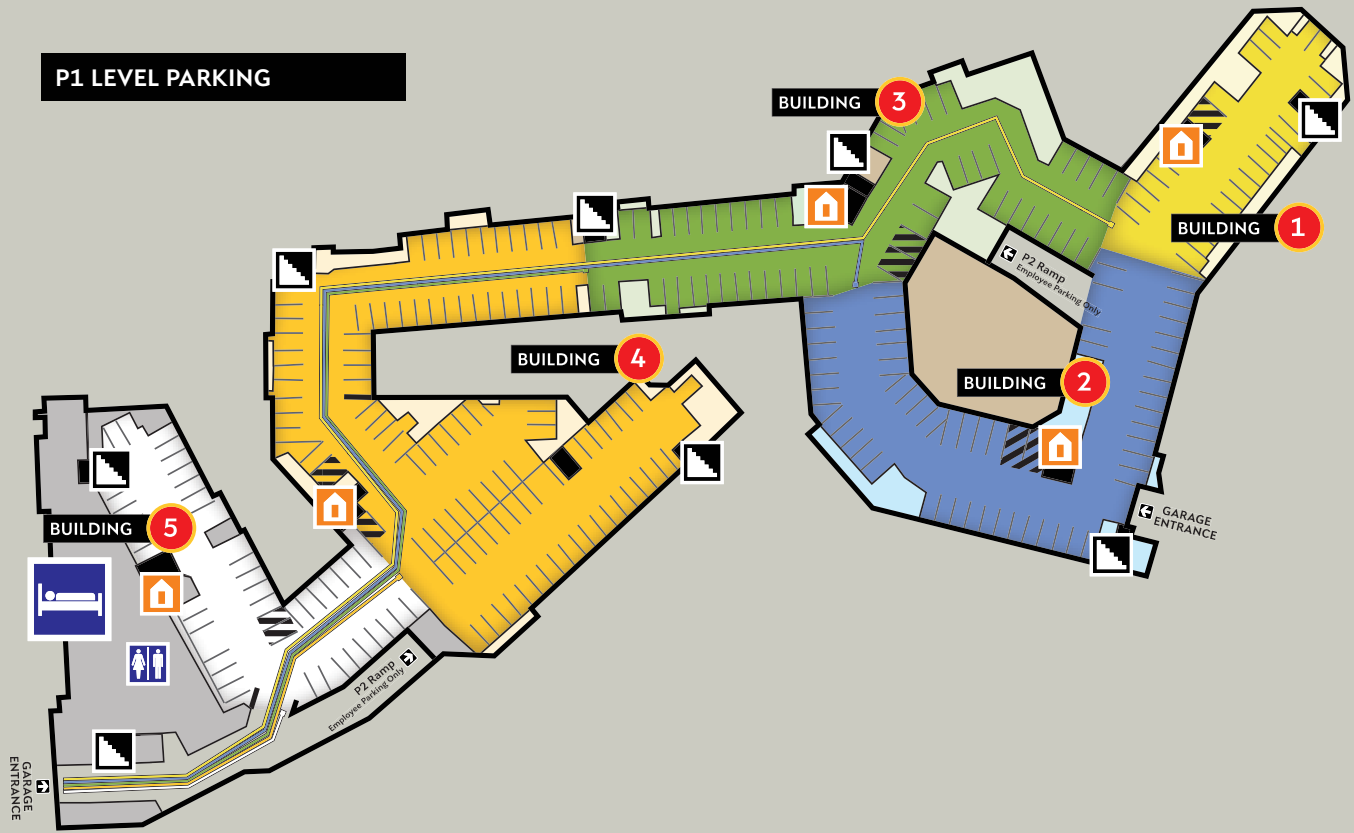 P1 LEVEL PARKING
BUILDING 3
BUILDING 1
P2 Ramp
Employee Parking Only
BUILDING 4
BUILDING 2
GARAGE
ENTRANCE
BUILDING 5
P2 Ramp
Employee Parking Only
GARAGE
ENTRANCE